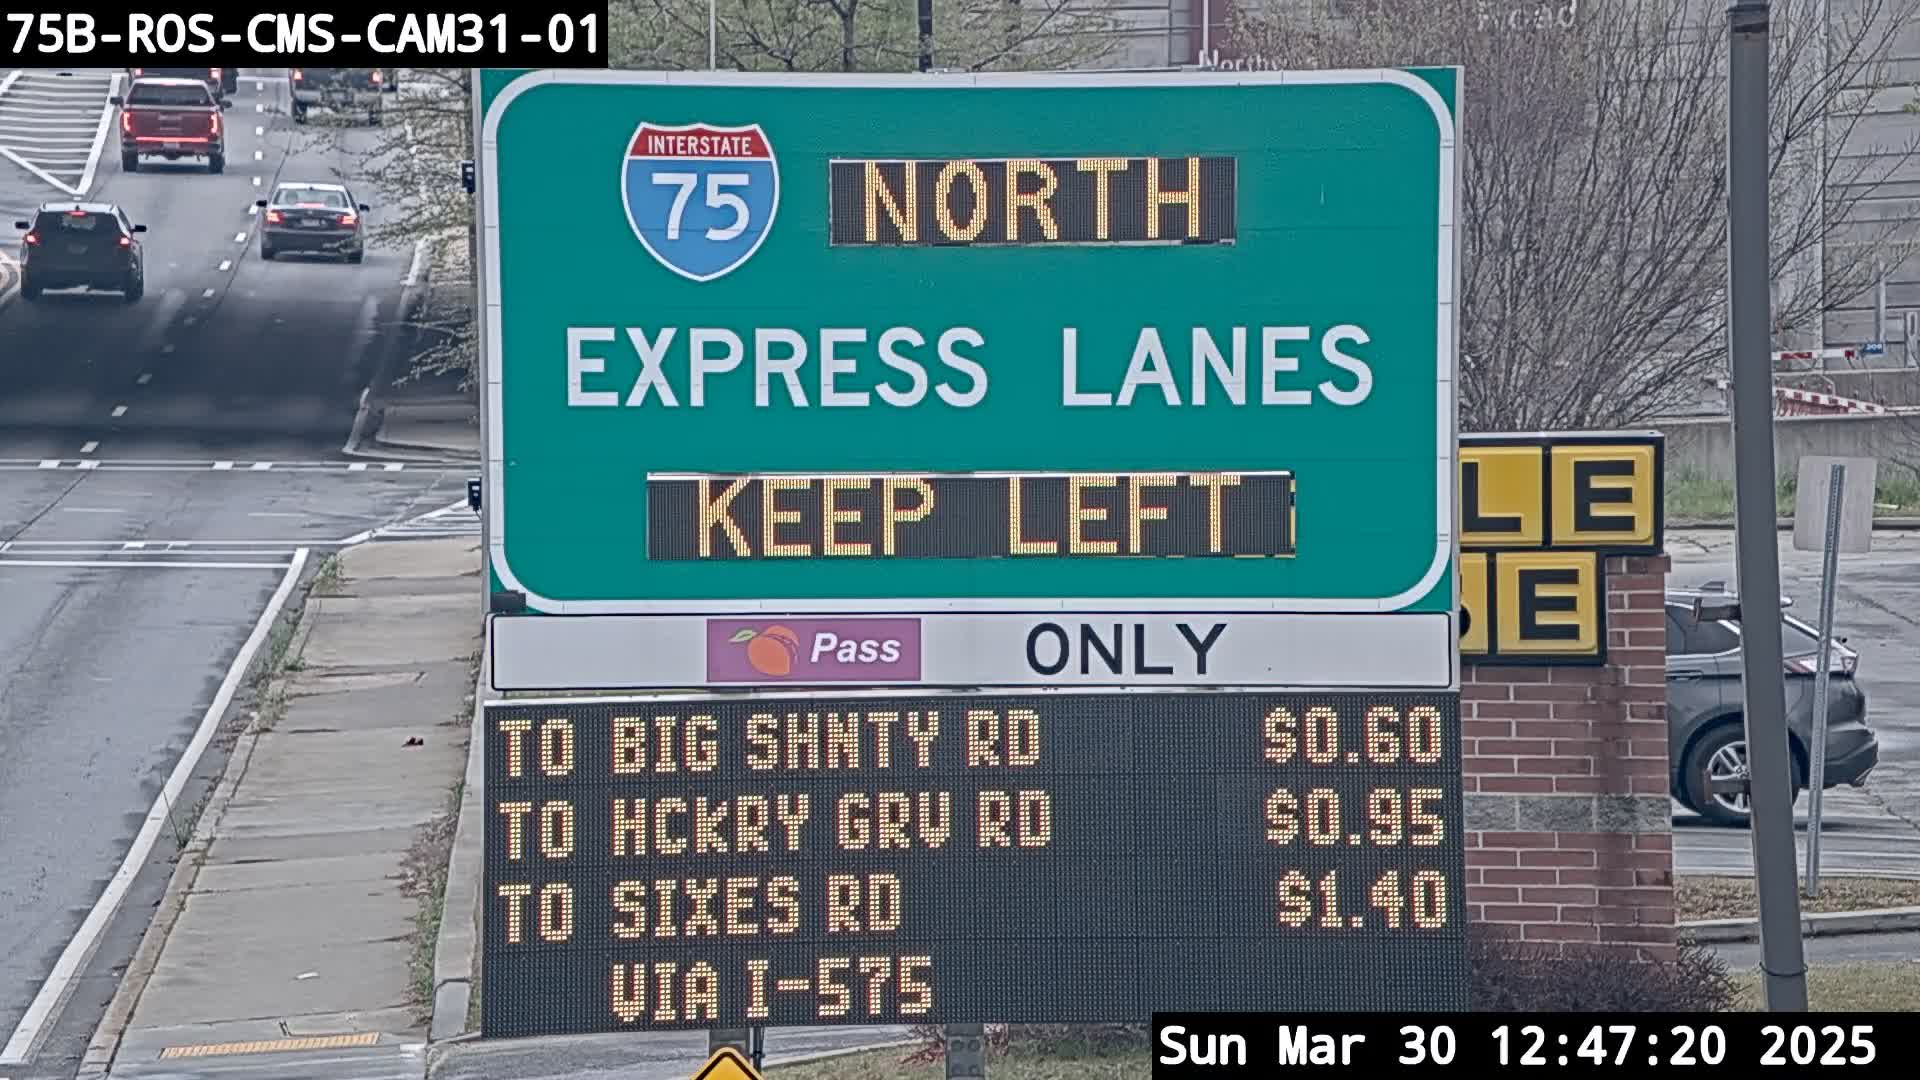 75B-ROS-CMS-CAM31-01
INTERSTATE
75
NORTH
EXPRESS LANES
KEEP LEFT
Pass ONLY
TO BIG SHNTY RD $0.60
TO HCKRY GRV RD $0.95
TO SIXES RD $1.40
VIA I-575
LE
E
Sun Mar 30 12:47:20 2025